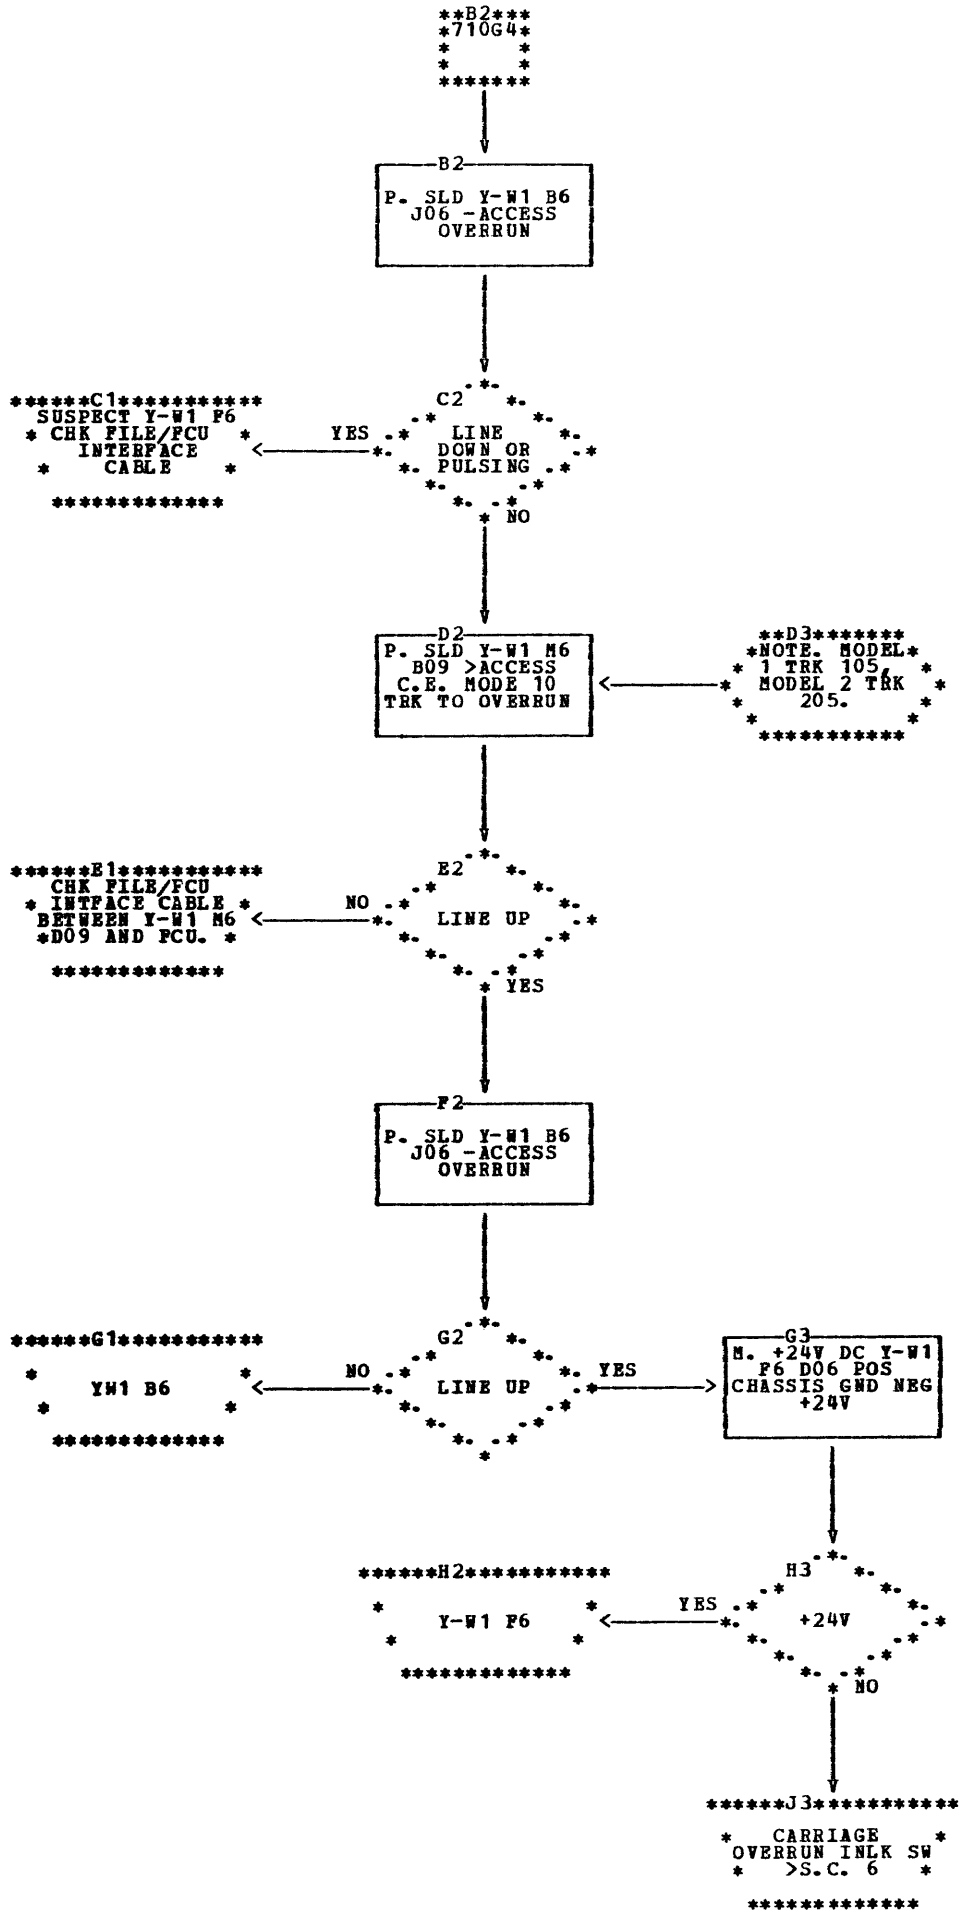 **B2***
*710G4*
* *
* *
*******
B2
P. SLD Y-W1 B6
J06 -ACCESS
OVERRUN
C2
LINE
DOWN OR
PULSING
YES
NO
******C1***********
SUSPECT Y-W1 F6
* CHK FILE/FCU *
INTERFACE
* CABLE *
*************
D2
P. SLD Y-W1 M6
B09 >ACCESS
C.E. MODE 10
TRK TO OVERRUN
**D3*******
*NOTE. MODEL*
* 1 TRK 105, *
* MODEL 2 TRK *
* 205. *
* *
***********
E2
LINE UP
NO
YES
******E1***********
CHK FILE/FCU
* INTFACE CABLE *
BETWEEN Y-W1 M6
*D09 AND FCU. *
*************
F2
P. SLD Y-W1 B6
J06 -ACCESS
OVERRUN
G2
LINE UP
NO
YES
******G1***********
* *
YW1 B6
* *
*************
G3
M. +24V DC Y-W1
F6 D06 POS
CHASSIS GND NEG
+24V
H3
+24V
YES
NO
******H2***********
* *
Y-W1 F6
* *
*************
******J3***********
* CARRIAGE *
OVERRUN INLK SW
* >S.C. 6 *
*************